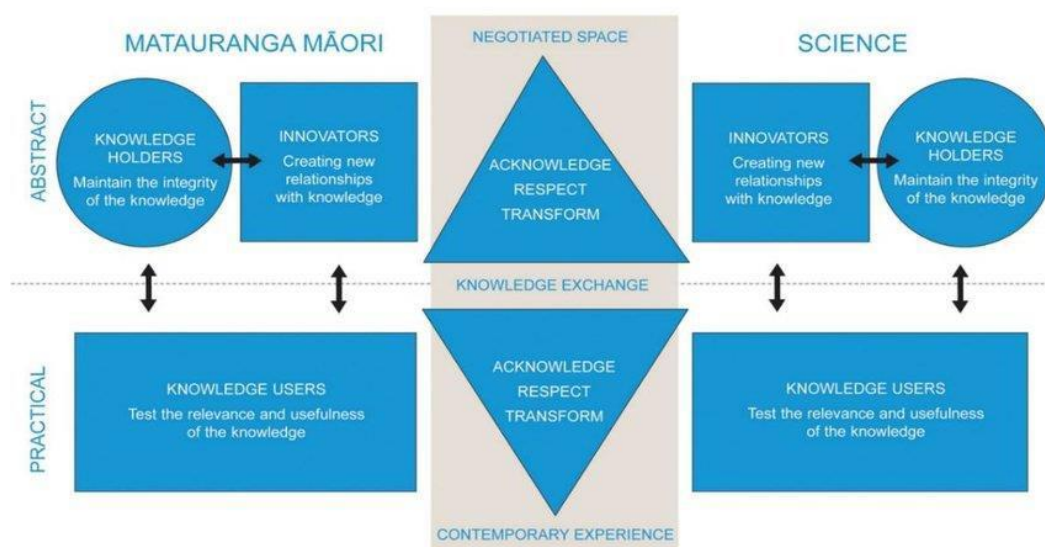 MATAURANGA MĀORI
NEGOTIATED SPACE
SCIENCE
ABSTRACT
KNOWLEDGE
HOLDERS
Maintain the integrity
of the knowledge
INNOVATORS
Creating new
relationships
with knowledge
ACKNOWLEDGE
RESPECT
TRANSFORM
INNOVATORS
Creating new
relationships
with knowledge
KNOWLEDGE
HOLDERS
Maintain the integrity
of the knowledge
KNOWLEDGE EXCHANGE
PRACTICAL
KNOWLEDGE USERS
Test the relevance and usefulness
of the knowledge
ACKNOWLEDGE
RESPECT
TRANSFORM
KNOWLEDGE USERS
Test the relevance and usefulness
of the knowledge
CONTEMPORARY EXPERIENCE